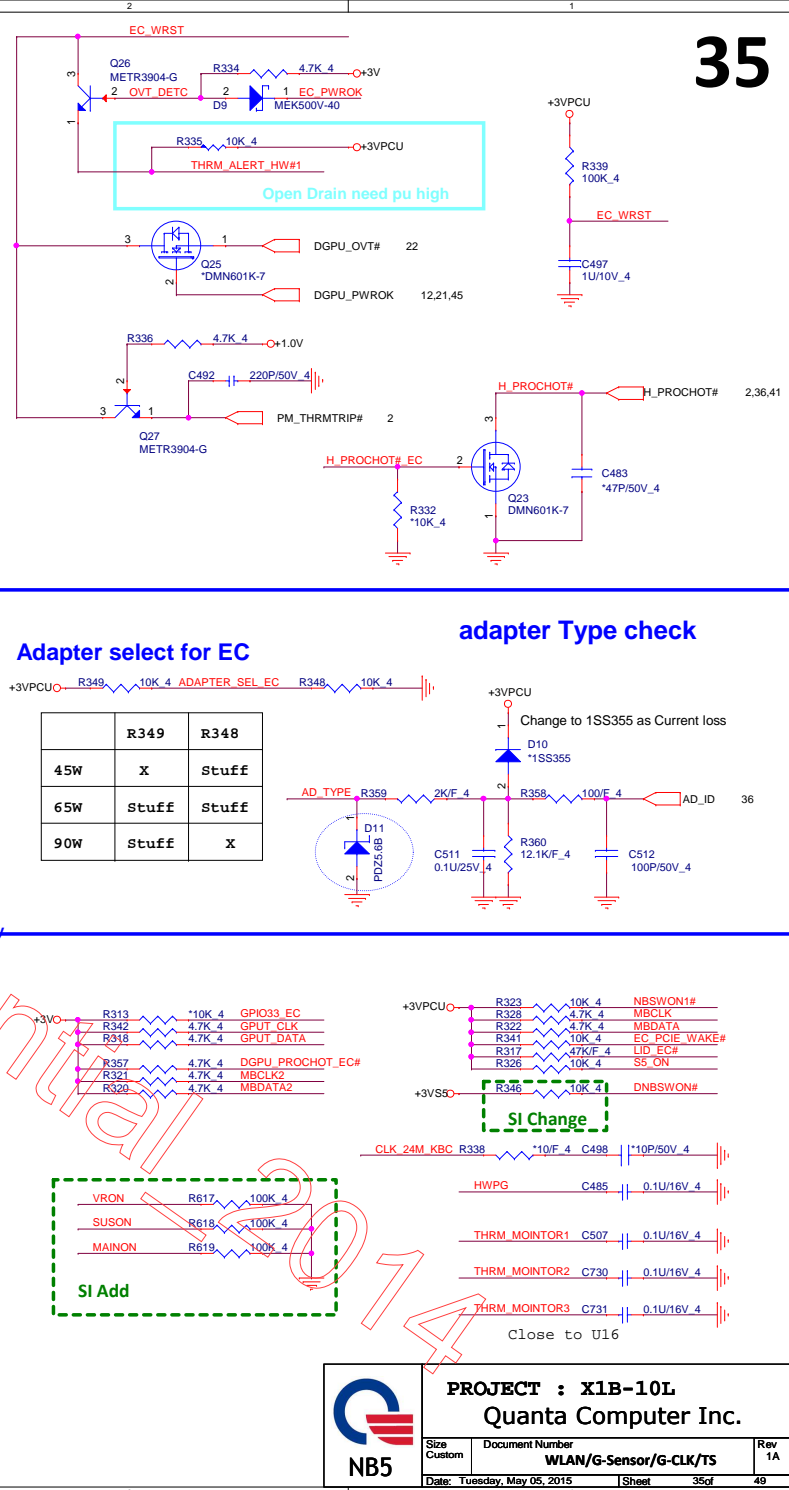 2 1
EC_WRST
35
Q26
METR3904-G
3
2 OVT_DETC
1
R334 4.7K_4 +3V
2 D9 1 EC_PWROK
MEK500V-40
R335 10K_4 +3VPCU
THRM_ALERT_HW#1
Open Drain need pu high
+3VPCU
R339
100K_4
EC_WRST
C497
1U/10V_4
3 1 DGPU_OVT# 22
Q25
*DMN601K-7
2 DGPU_PWROK 12,21,45
R336 4.7K_4 +1.0V
2 C492 220P/50V_4
3 1 PM_THRMTRIP# 2
Q27
METR3904-G
H_PROCHOT# H_PROCHOT# 2,36,41
3
H_PROCHOT#_EC 2
Q23
DMN601K-7
1
R332
*10K_4
C483
*47P/50V_4
Adapter select for EC
+3VPCU R349 10K_4 ADAPTER_SEL_EC R348 10K_4
R349 R348
45W X Stuff
65W Stuff Stuff
90W Stuff X
adapter Type check
+3VPCU
1 Change to 1SS355 as Current loss
D10
*1SS355
2
AD_TYPE R359 2K/F_4 R358 100/F_4 AD_ID 36
1 D11
PDZ5.6B
2
C511
0.1U/25V_4
R360
12.1K/F_4
C512
100P/50V_4
+3V R313 *10K_4 GPIO33_EC
R342 4.7K_4 GPUT_CLK
R318 4.7K_4 GPUT_DATA
R357 4.7K_4 DGPU_PROCHOT_EC#
R321 4.7K_4 MBCLK2
R320 4.7K_4 MBDATA2
+3VPCU R323 10K_4 NBSWON1#
R328 4.7K_4 MBCLK
R322 4.7K_4 MBDATA
R341 10K_4 EC_PCIE_WAKE#
R317 47K/F_4 LID_EC#
R326 10K_4 S5_ON
+3VS5 R346 10K_4 DNBSWON#
SI Change
CLK_24M_KBC R338 *10/F_4 C498 *10P/50V_4
HWPG C485 0.1U/16V_4
THRM_MOINTOR1 C507 0.1U/16V_4
THRM_MOINTOR2 C730 0.1U/16V_4
THRM_MOINTOR3 C731 0.1U/16V_4
Close to U16
VRON R617 100K_4
SUSON R618 100K_4
MAINON R619 100K_4
SI Add
ntial
- 2014
NB5
PROJECT : X1B-10L
Quanta Computer Inc.
Size Document Number Rev
Custom WLAN/G-Sensor/G-CLK/TS 1A
Date: Tuesday, May 05, 2015 Sheet 35of 49